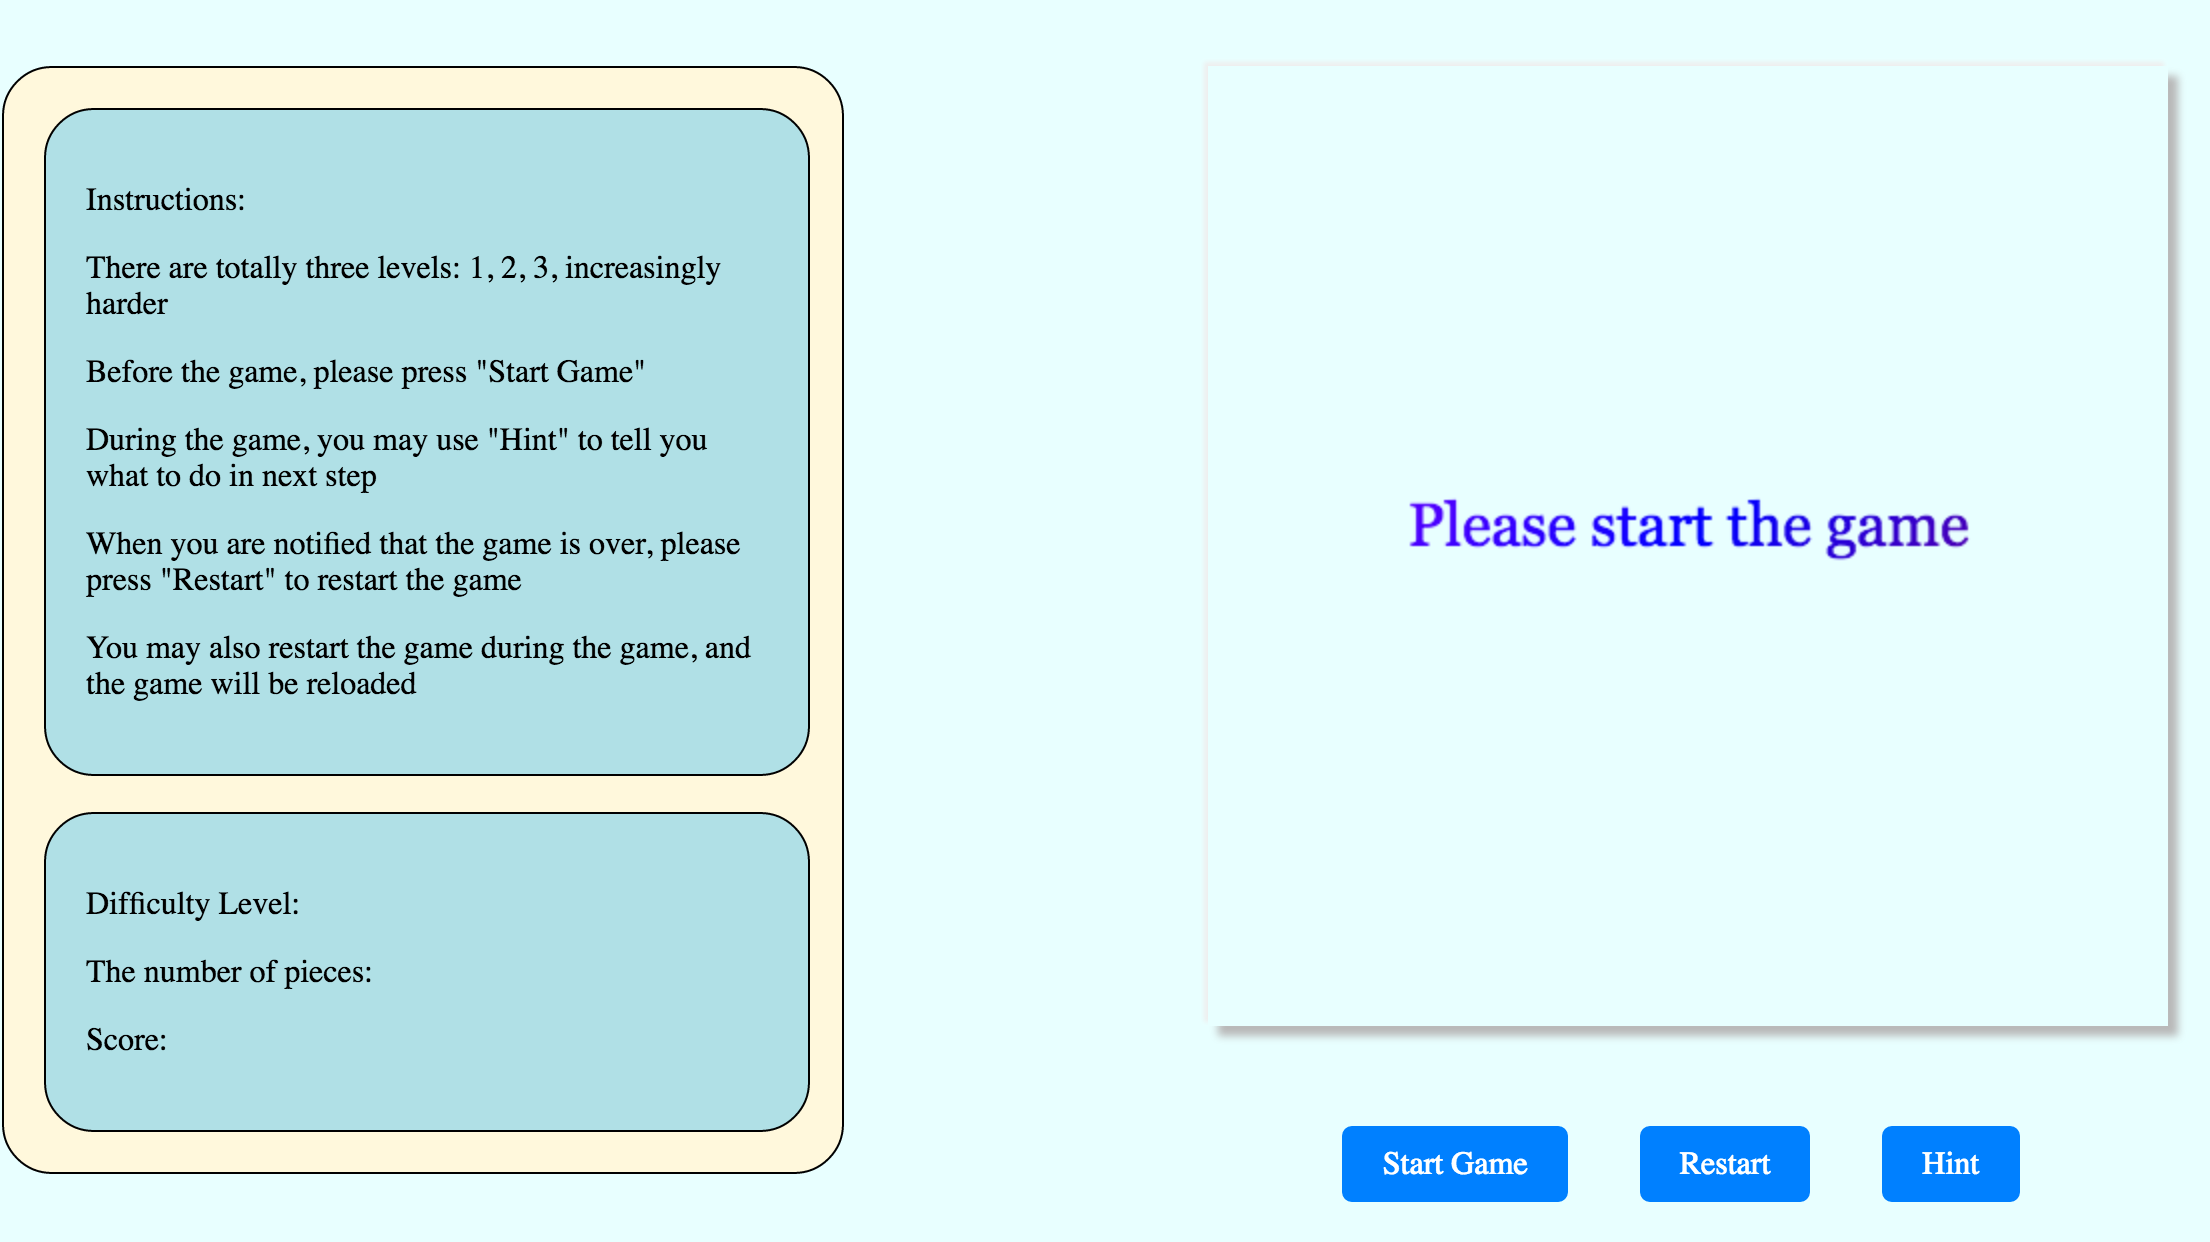 Instructions:
There are totally three levels: 1, 2, 3, increasingly
harder
Before the game, please press "Start Game"
During the game, you may use "Hint" to tell you
what to do in next step
When you are notified that the game is over, please
press "Restart" to restart the game
You may also restart the game during the game, and
the game will be reloaded
Difficulty Level:
The number of pieces:
Score:
Please start the game
Start Game
Restart
Hint